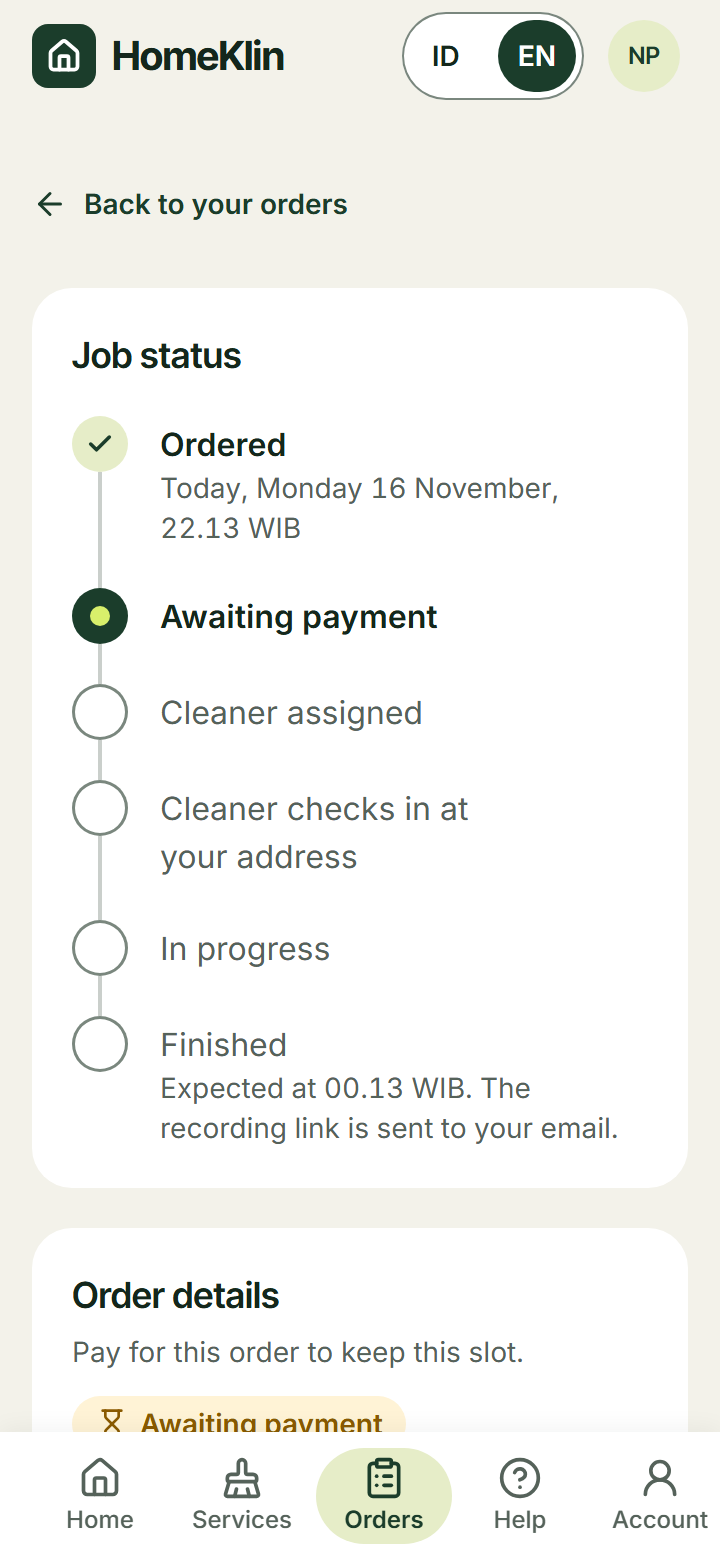 HomeKlin
ID EN
NP
Back to your orders
Job status
Ordered
Today, Monday 16 November,
22.13 WIB
Awaiting payment
Cleaner assigned
Cleaner checks in at
your address
In progress
Finished
Expected at 00.13 WIB. The
recording link is sent to your email.
Order details
Pay for this order to keep this slot.
Awaiting payment
Home Services Orders Help Account